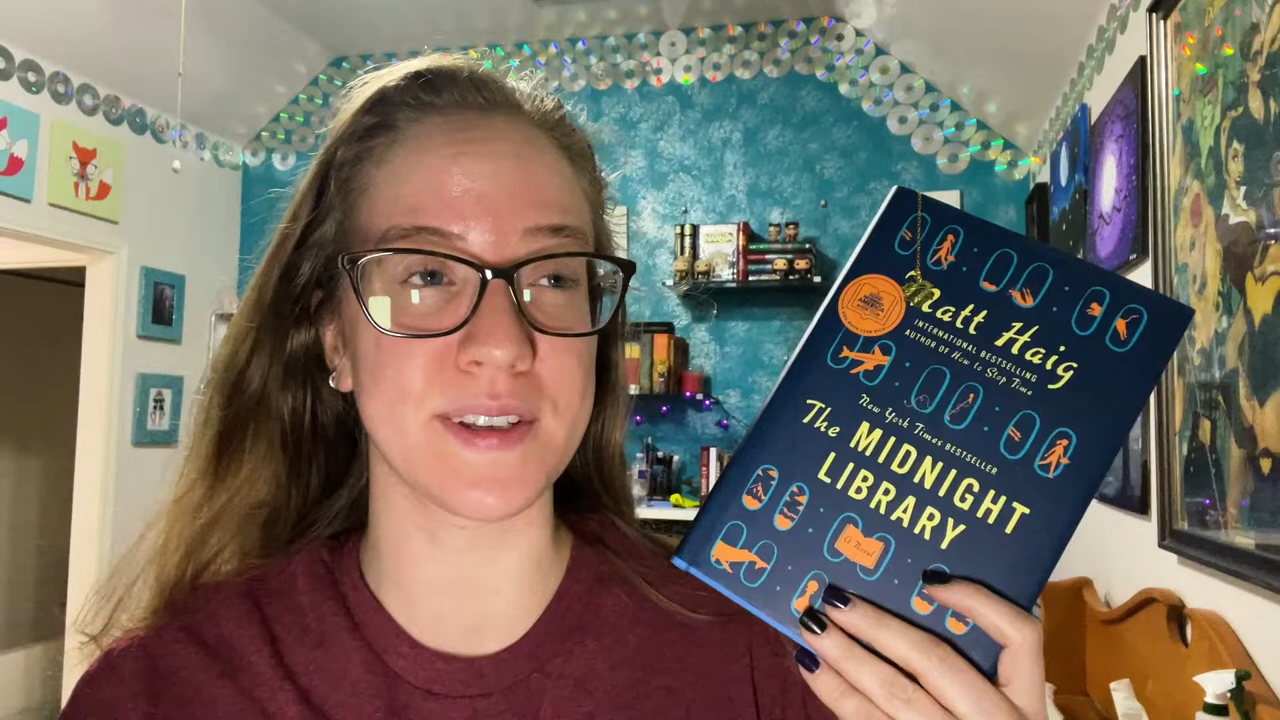 Matt Haig
INTERNATIONAL BESTSELLING
AUTHOR OF How to Stop Time
New York Times BESTSELLER
The MIDNIGHT
LIBRARY
A Novel